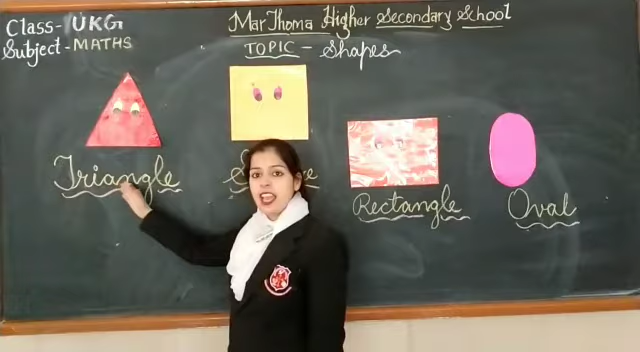 Class- UKG
MarThoma Higher Secondary School
Subject- MATHS
TOPIC - Shapes
Triangle
Rectangle
Oval